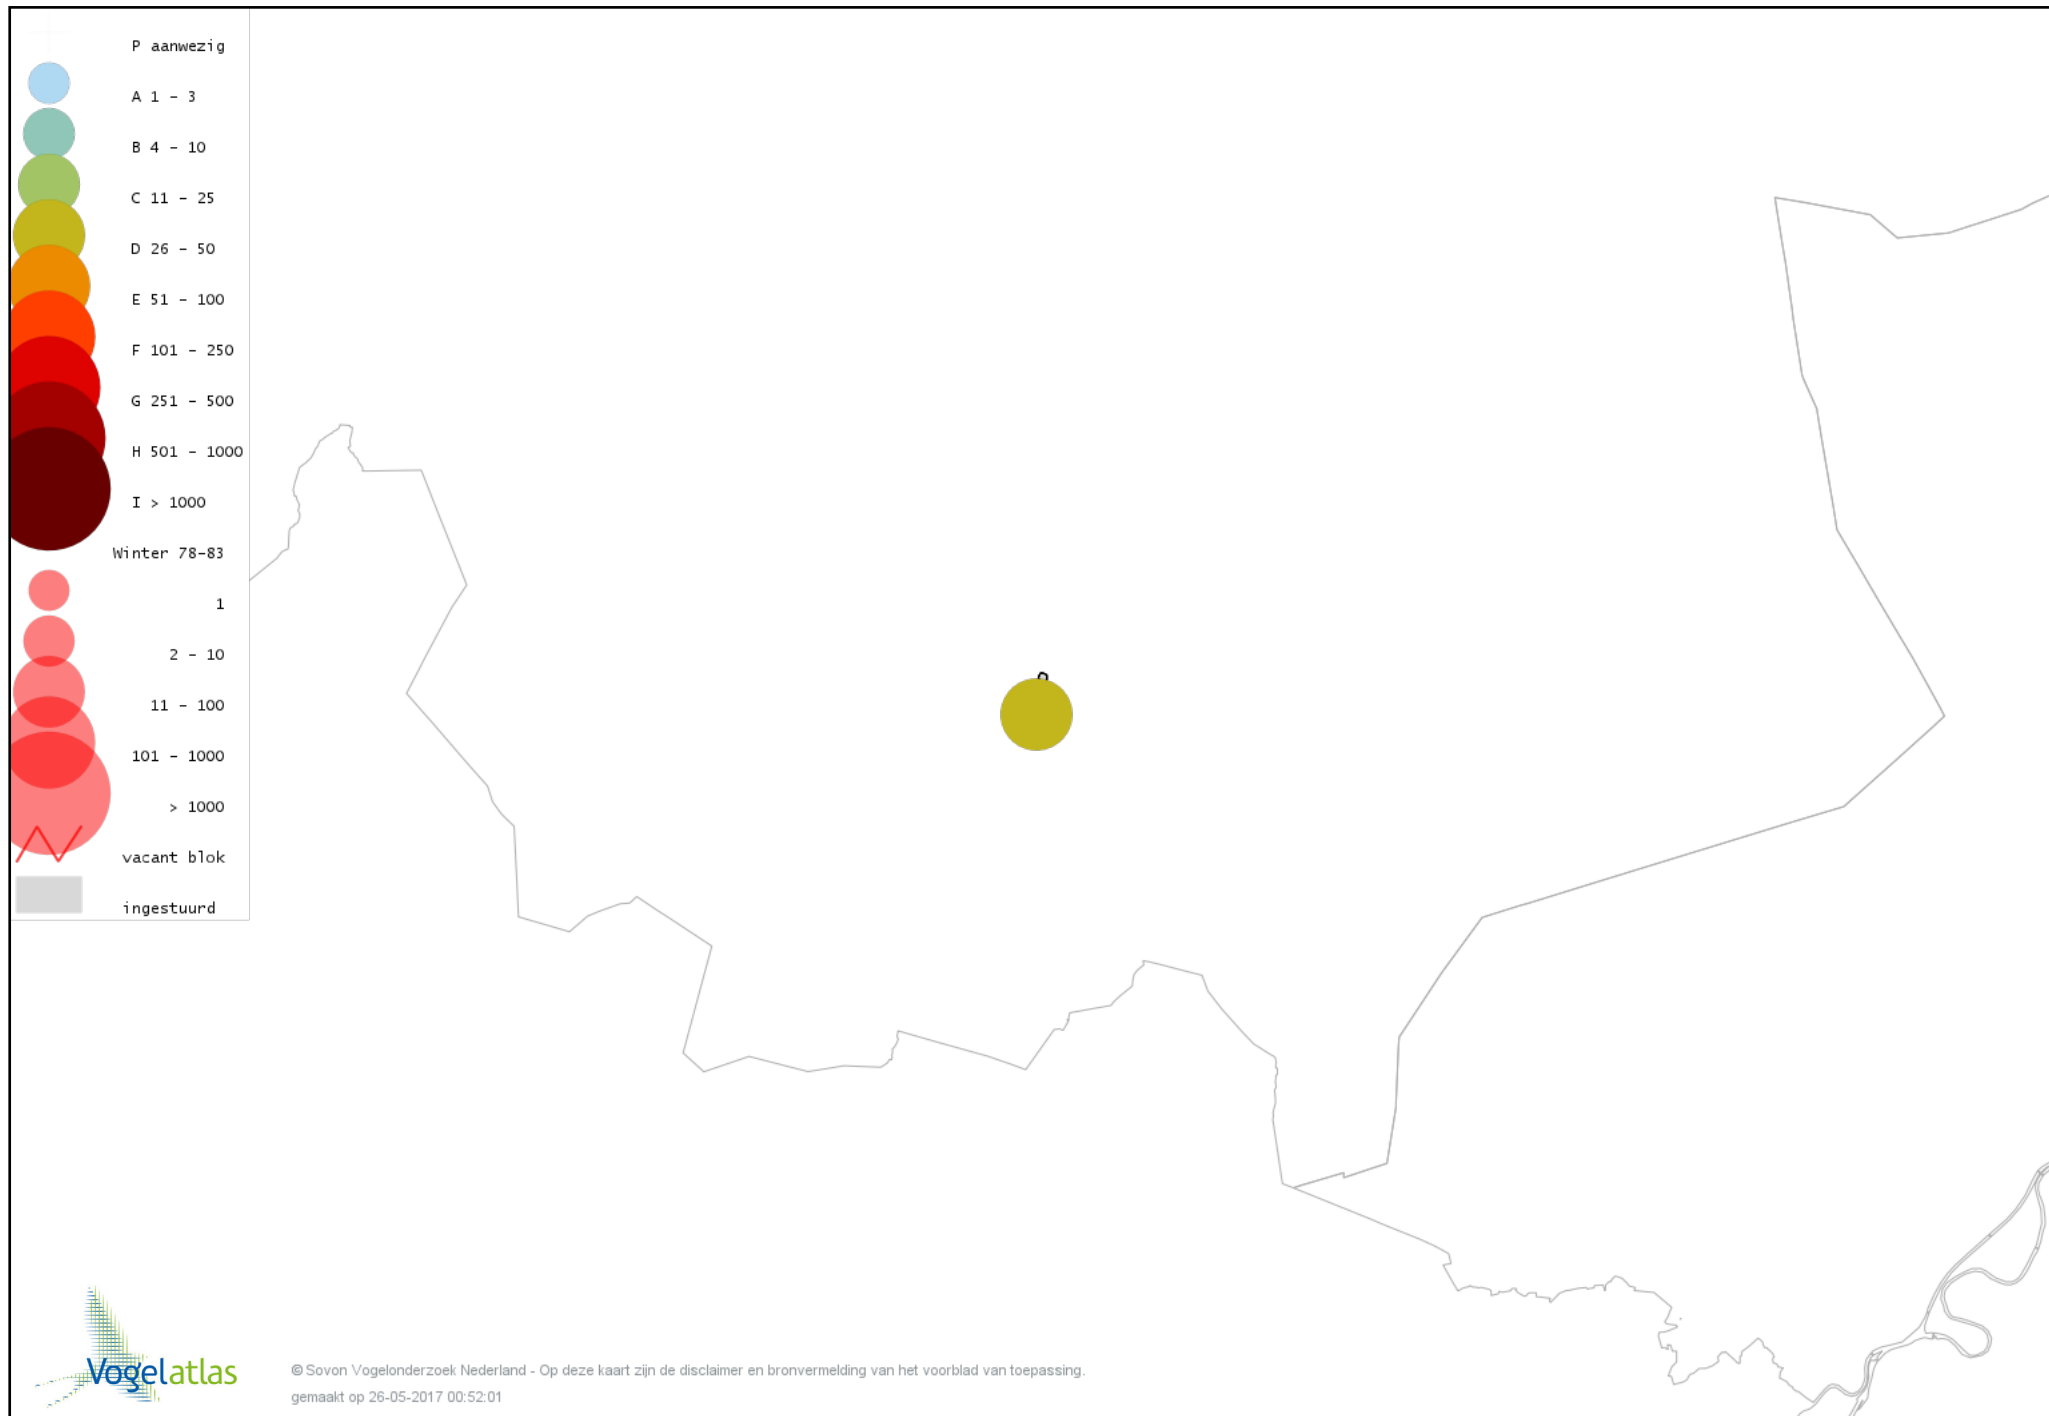 P aanwezig
A 1 - 3
B 4 - 10
C 11 - 25
D 26 - 50
E 51 - 100
F 101 - 250
G 251 - 500
H 501 - 1000
I > 1000
Winter 78-83
1
2 - 10
11 - 100
101 - 1000
> 1000
vacant blok
ingestuurd
Vogelatlas
© Sovon Vogelonderzoek Nederland - Op deze kaart zijn de disclaimer en bronvermelding van het voorblad van toepassing.
gemaakt op 26-05-2017 00:52:01